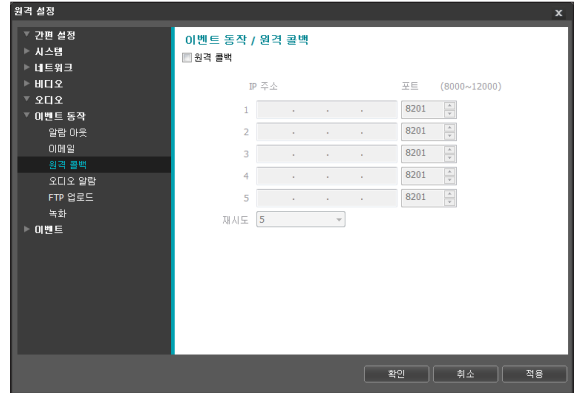 원격 설정 x
간편 설정
시스템
네트워크
비디오
오디오
이벤트 동작
알람 아웃
이메일
원격 콜백
오디오 알람
FTP 업로드
녹화
이벤트
이벤트 동작 / 원격 콜백
원격 콜백
IP 주소 포트 (8000~12000)
1 . . . 8201
2 . . . 8201
3 . . . 8201
4 . . . 8201
5 . . . 8201
재시도 5
확인 취소 적용